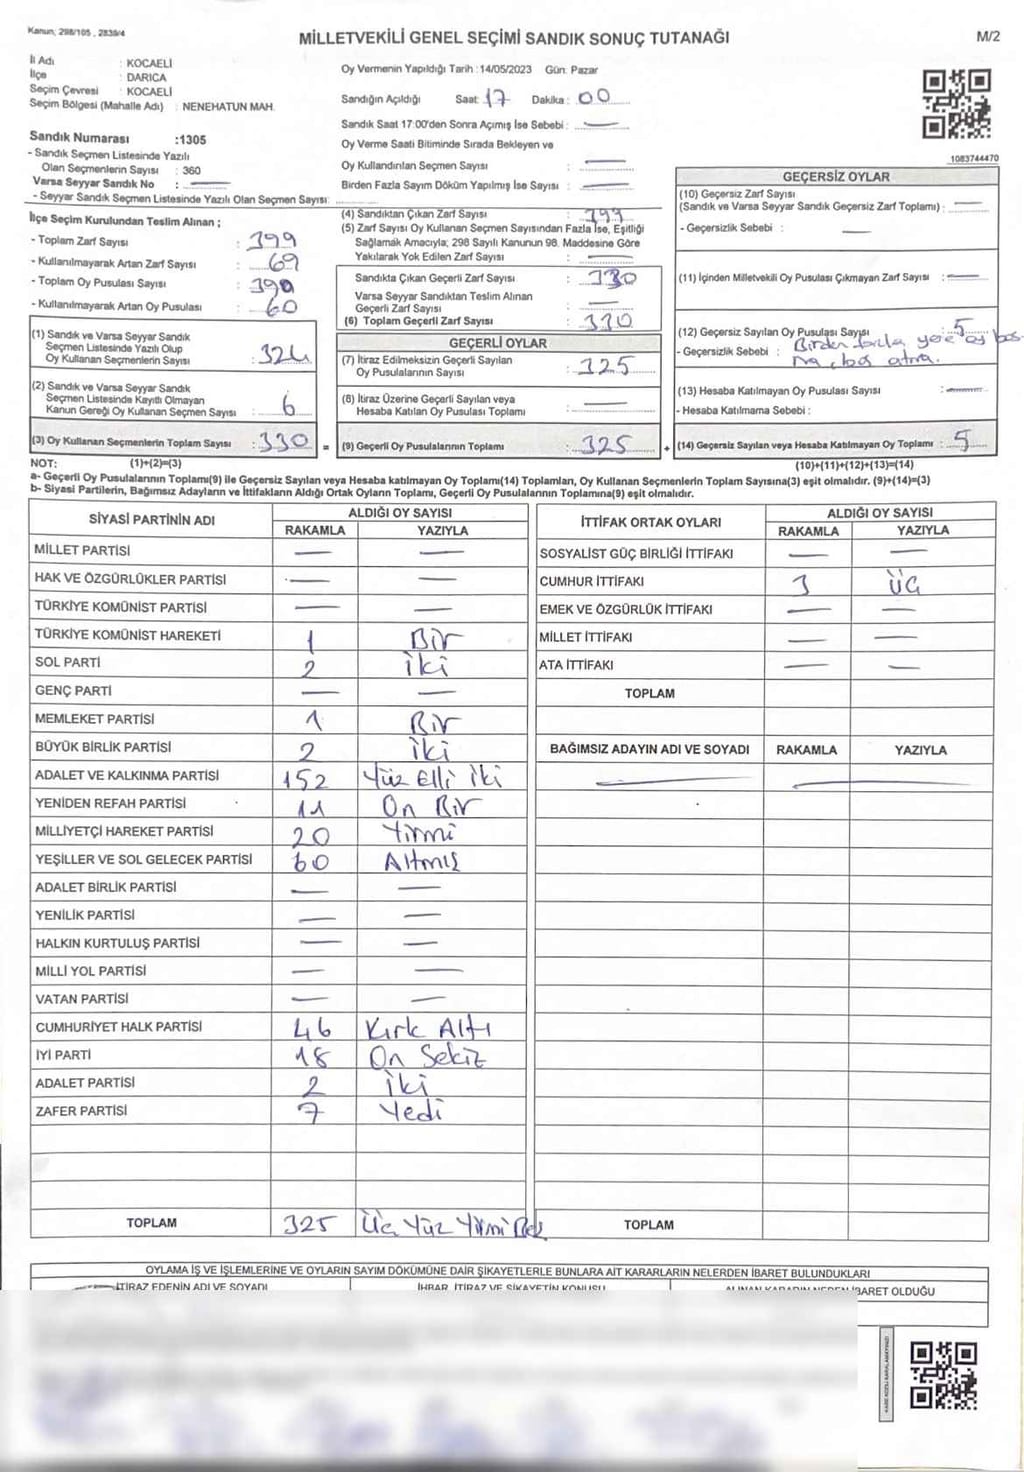 Kanun, 298/105 , 2839/4
MİLLETVEKİLİ GENEL SEÇİMİ SANDIK SONUÇ TUTANAĞI
M/2
İl Adı : KOCAELİ
İlçe : DARICA
Seçim Çevresi : KOCAELİ
Seçim Bölgesi (Mahalle Adı) : NENEHATUN MAH.
Sandık Numarası :1305
- Sandık Seçmen Listesinde Yazılı
Olan Seçmenlerin Sayısı : 360
Varsa Seyyar Sandık No : —
- Seyyar Sandık Seçmen Listesinde Yazılı Olan Seçmen Sayısı:
Oy Vermenin Yapıldığı Tarih :14/05/2023 Gün: Pazar
Sandığın Açıldığı Saat: 17 Dakika: 00
Sandık Saat 17:00'den Sonra Açmış İse Sebebi : —
Oy Verme Saati Bitiminde Sırada Bekleyen ve
Oy Kullandırılan Seçmen Sayısı : —
Birden Fazla Sayım Döküm Yapılmış İse Sayısı : —
1083744470
İlçe Seçim Kurulundan Teslim Alınan ;
- Toplam Zarf Sayısı : 399
- Kullanılmayarak Artan Zarf Sayısı : 69
- Toplam Oy Pusulası Sayısı : 390
- Kullanılmayarak Artan Oy Pusulası : 60
(1) Sandık ve Varsa Seyyar Sandık
Seçmen Listesinde Yazılı Olup
Oy Kullanan Seçmenlerin Sayısı : 324
(2) Sandık ve Varsa Seyyar Sandık
Seçmen Listesinde Kayıtlı Olmayan
Kanun Gereği Oy Kullanan Seçmen Sayısı : 6
(3) Oy Kullanan Seçmenlerin Toplam Sayısı : 330
(4) Sandıktan Çıkan Zarf Sayısı :
(5) Zarf Sayısı Oy Kullanan Seçmen Sayısından Fazla İse, Eşitliği
Sağlamak Amacıyla; 298 Sayılı Kanunun 98. Maddesine Göre
Yakılarak Yok Edilen Zarf Sayısı : —
Sandıkta Çıkan Geçerli Zarf Sayısı : 330
Varsa Seyyar Sandıktan Teslim Alınan
Geçerli Zarf Sayısı : —
(6) Toplam Geçerli Zarf Sayısı : 330
GEÇERLİ OYLAR
(7) İtiraz Edilmeksizin Geçerli Sayılan
Oy Pusulalarının Sayısı : 325
(8) İtiraz Üzerine Geçerli Sayılan veya
Hesaba Katılan Oy Pusulası Toplamı : —
= (9) Geçerli Oy Pusulalarının Toplamı : 325
GEÇERSİZ OYLAR
(10) Geçersiz Zarf Sayısı
(Sandık ve Varsa Seyyar Sandık Geçersiz Zarf Toplamı) : —
- Geçersizlik Sebebi : —
(11) İçinden Milletvekili Oy Pusulası Çıkmayan Zarf Sayısı : —
(12) Geçersiz Sayılan Oy Pusulası Sayısı : 5
- Geçersizlik Sebebi : Birden fazla yere oy bas
ma, boş atma.
(13) Hesaba Katılmayan Oy Pusulası Sayısı : —
- Hesaba Katılmama Sebebi :
+ (14) Geçersiz Sayılan veya Hesaba Katılmayan Oy Toplamı : 5
NOT: (1)+(2)=(3) (10)+(11)+(12)+(13)=(14)
a- Geçerli Oy Pusulalarının Toplamı(9) ile Geçersiz Sayılan veya Hesaba katılmayan Oy Toplamı(14) Toplamları, Oy Kullanan Seçmenlerin Toplam Sayısına(3) eşit olmalıdır. (9)+(14)=(3)
b- Siyasi Partilerin, Bağımsız Adayların ve İttifakların Aldığı Ortak Oyların Toplamı, Geçerli Oy Pusulalarının Toplamına(9) eşit olmalıdır.
SİYASİ PARTİNİN ADI ALDIĞI OY SAYISI
RAKAMLA YAZIYLA
MİLLET PARTİSİ — —
HAK VE ÖZGÜRLÜKLER PARTİSİ — —
TÜRKİYE KOMÜNİST PARTİSİ — —
TÜRKİYE KOMÜNİST HAREKETİ 1 Bir
SOL PARTİ 2 iki
GENÇ PARTİ — —
MEMLEKET PARTİSİ 1 Bir
BÜYÜK BİRLİK PARTİSİ 2 iki
ADALET VE KALKINMA PARTİSİ 152 Yüz Elli iki
YENİDEN REFAH PARTİSİ 11 On Bir
MİLLİYETÇİ HAREKET PARTİSİ 20 Yirmi
YEŞİLLER VE SOL GELECEK PARTİSİ 60 Altmış
ADALET BİRLİK PARTİSİ — —
YENİLİK PARTİSİ — —
HALKIN KURTULUŞ PARTİSİ — —
MİLLİ YOL PARTİSİ — —
VATAN PARTİSİ — —
CUMHURİYET HALK PARTİSİ 46 Kırk Altı
İYİ PARTİ 18 On Sekiz
ADALET PARTİSİ 2 iki
ZAFER PARTİSİ 7 Yedi
TOPLAM 325 Üç Yüz Yirmi Beş
İTTİFAK ORTAK OYLARI ALDIĞI OY SAYISI
RAKAMLA YAZIYLA
SOSYALİST GÜÇ BİRLİĞİ İTTİFAKI — —
CUMHUR İTTİFAKI 3 ÜÇ
EMEK VE ÖZGÜRLÜK İTTİFAKI — —
MİLLET İTTİFAKI — —
ATA İTTİFAKI — —
TOPLAM
BAĞIMSIZ ADAYIN ADI VE SOYADI RAKAMLA YAZIYLA
TOPLAM
OYLAMA İŞ VE İŞLEMLERİNE VE OYLARIN SAYIM DÖKÜMÜNE DAİR ŞİKAYETLERLE BUNLARA AİT KARARLARIN NELERDEN İBARET BULUNDUKLARI
İTİRAZ EDENİN ADI VE SOYADI İHBAR, İTİRAZ VE ŞİKAYETİN KONUSU İBARET OLDUĞU